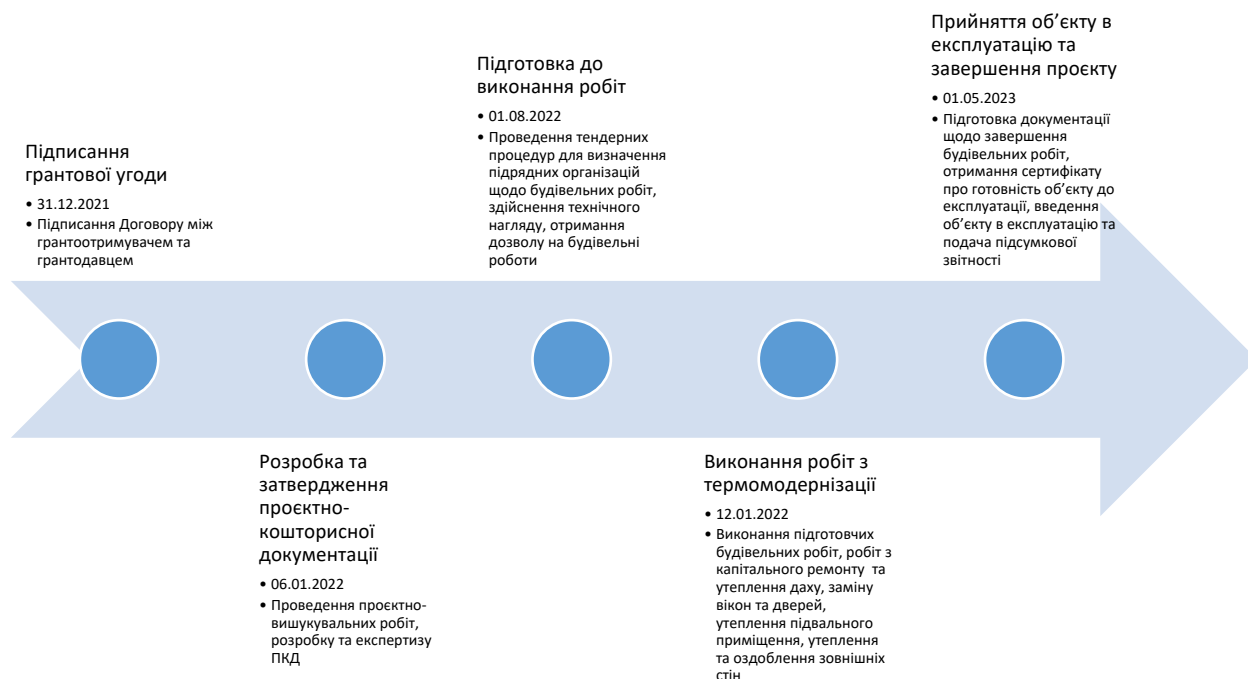 Підписання
грантової угоди
• 31.12.2021
• Підписання Договору між
грантоотримувачем та
грантодавцем
Розробка та
затвердження
проєктно-
кошторисної
документації
• 06.01.2022
• Проведення проєктно-
вишукувальних робіт,
розробку та експертизу
ПКД
Підготовка до
виконання робіт
• 01.08.2022
• Проведення тендерних
процедур для визначення
підрядних організацій
щодо будівельних робіт,
здійснення технічного
нагляду, отримання
дозволу на будівельні
роботи
Виконання робіт з
термомодернізації
• 12.01.2022
• Виконання підготовчих
будівельних робіт, робіт з
капітального ремонту та
утеплення даху, заміну
вікон та дверей,
утеплення підвального
приміщення, утеплення
та оздоблення зовнішніх
стін
Прийняття об’єкту в
експлуатацію та
завершення проєкту
• 01.05.2023
• Підготовка документації
щодо завершення
будівельних робіт,
отримання сертифікату
про готовність об’єкту до
експлуатації, введення
об’єкту в експлуатацію та
подача підсумкової
звітності